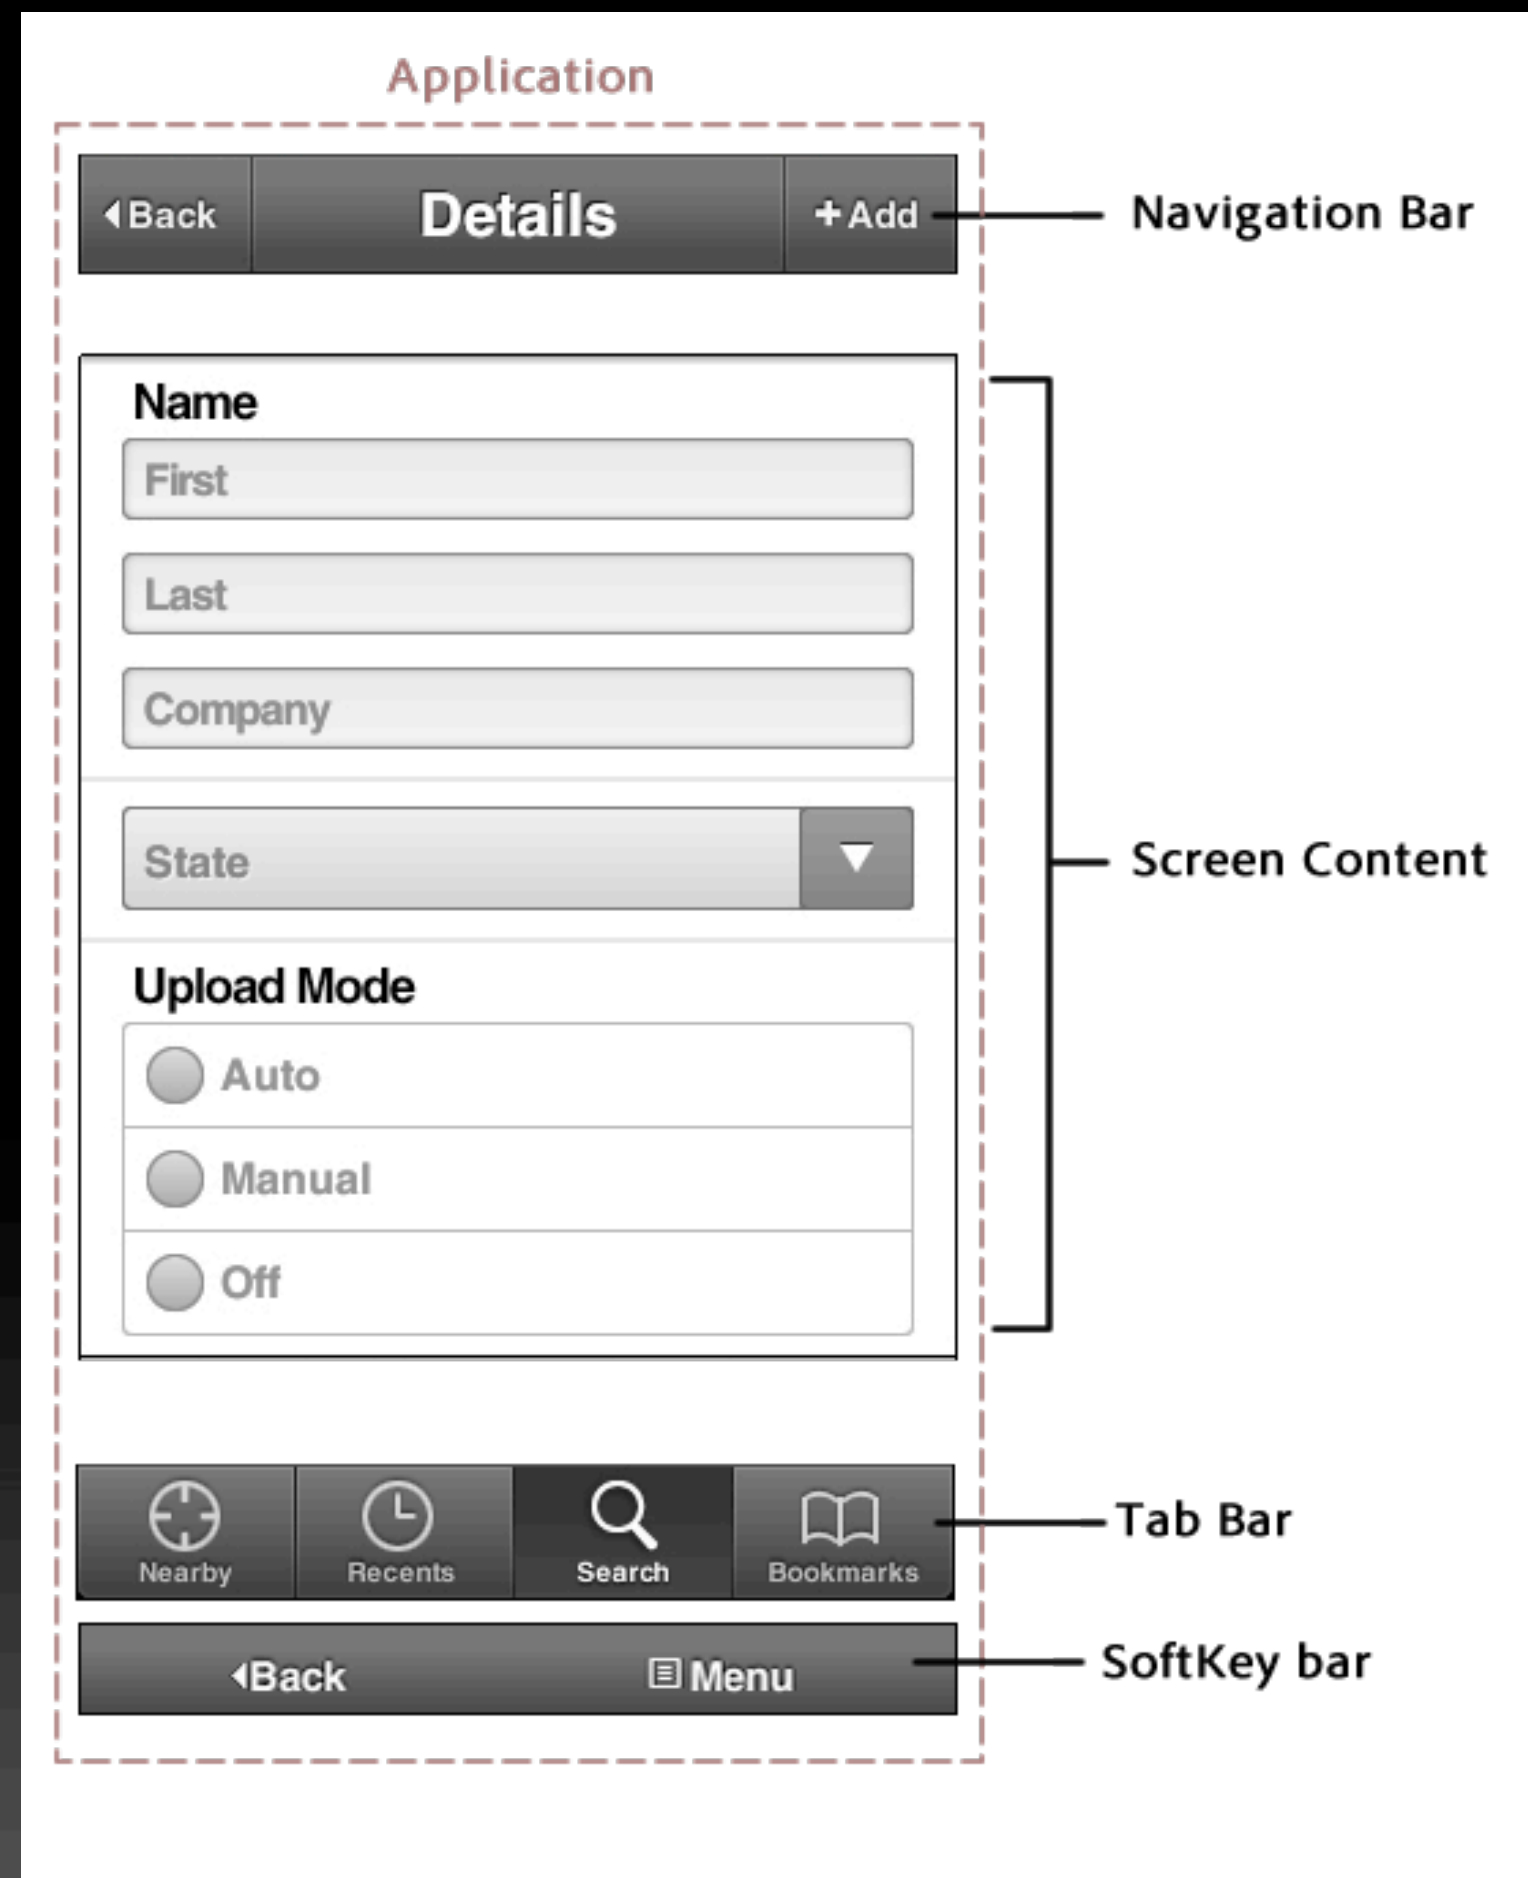 Application
Back Details +Add Navigation Bar
Name
First
Last
Company
State Screen Content
Upload Mode
Auto
Manual
Off
Nearby Recents Search Bookmarks Tab Bar
Back Menu SoftKey bar